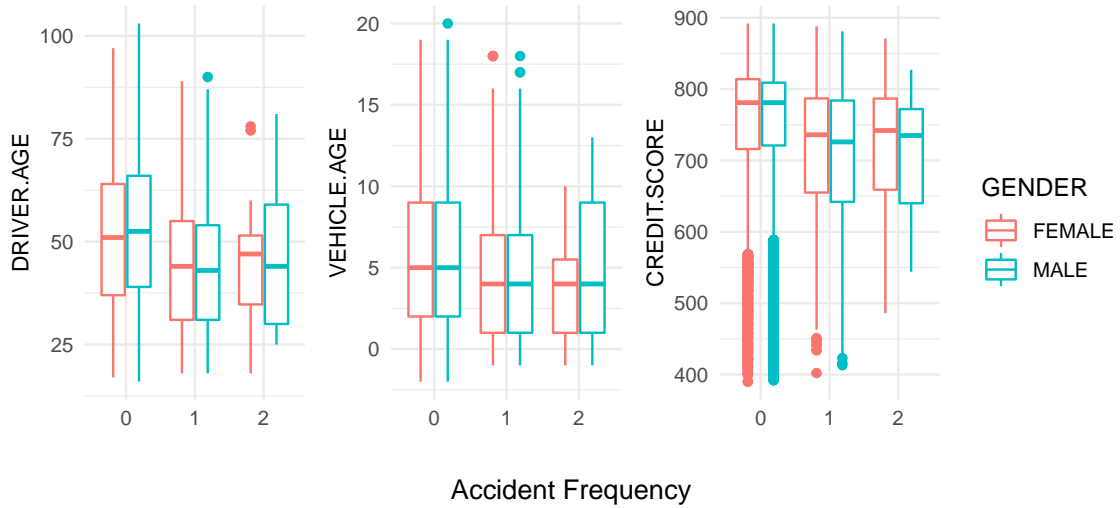 DRIVER.AGE
100
75
50
25
0 1 2
VEHICLE.AGE
20
15
10
5
0
0 1 2
CREDIT.SCORE
900
800
700
600
500
400
0 1 2
GENDER
FEMALE
MALE
Accident Frequency